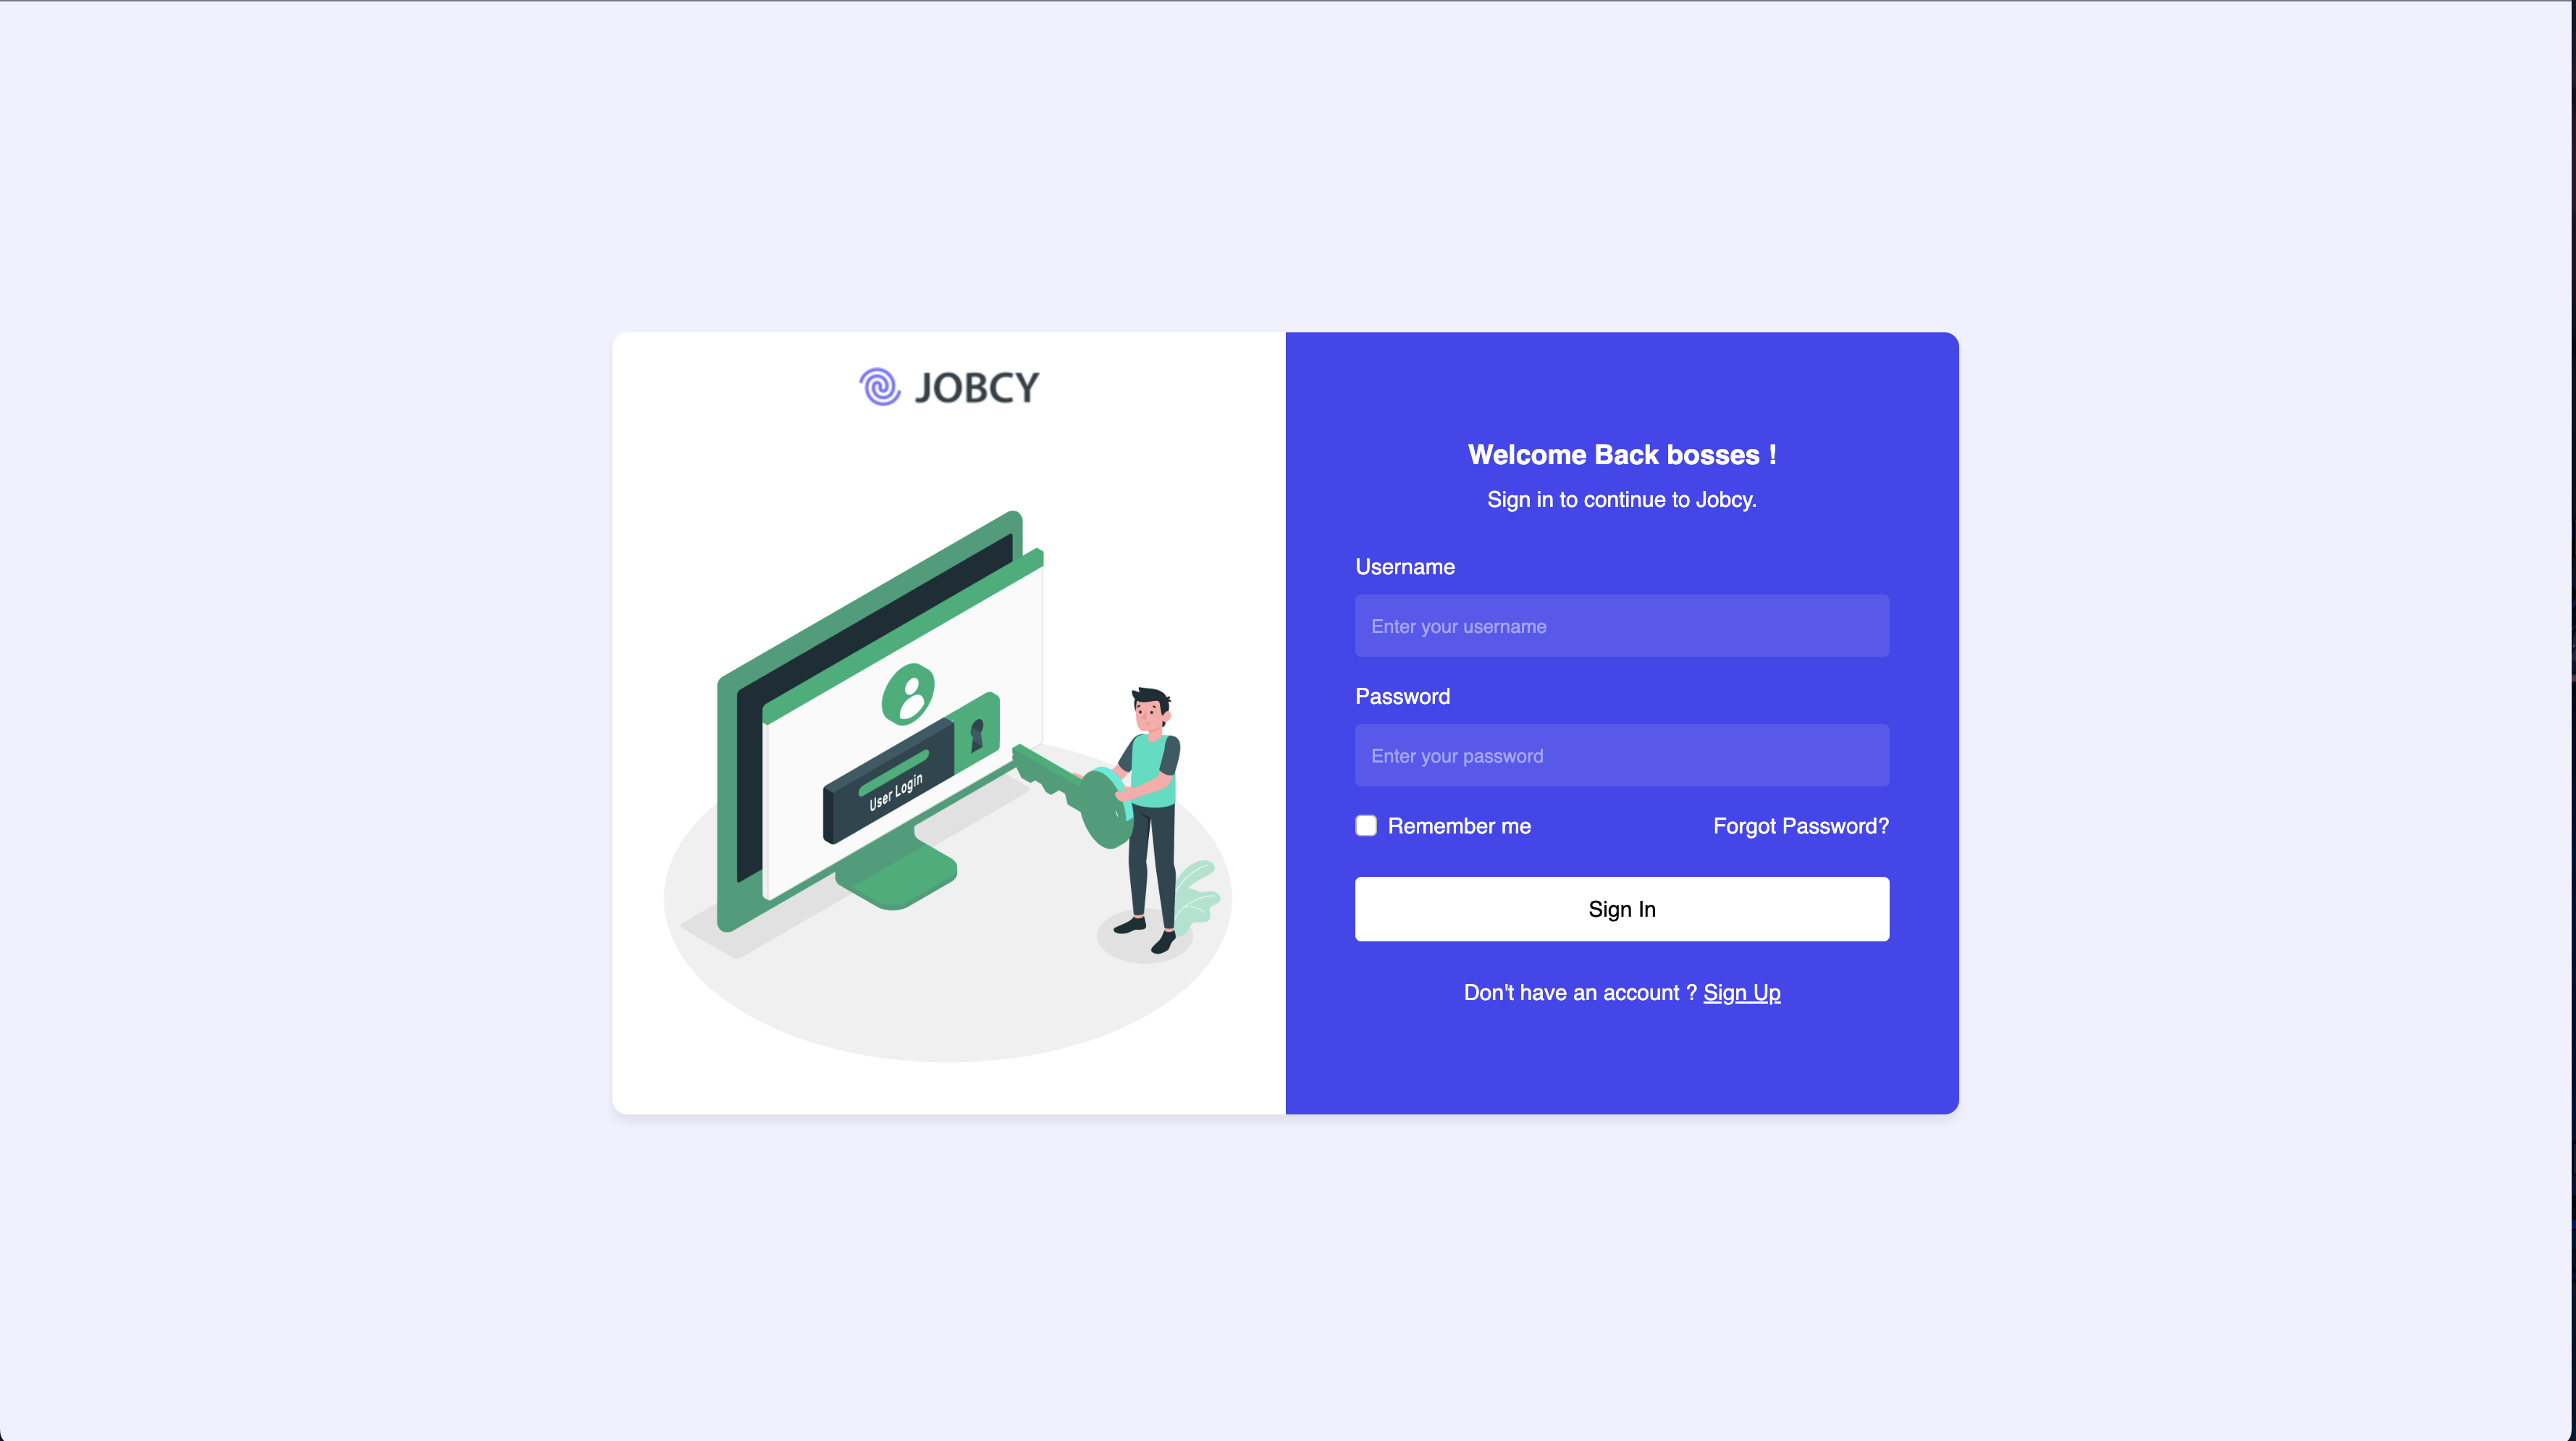 JOBCY
User Login
Welcome Back bosses !
Sign in to continue to Jobcy.
Username
Enter your username
Password
Enter your password
Remember me
Forgot Password?
Sign In
Don't have an account ? Sign Up